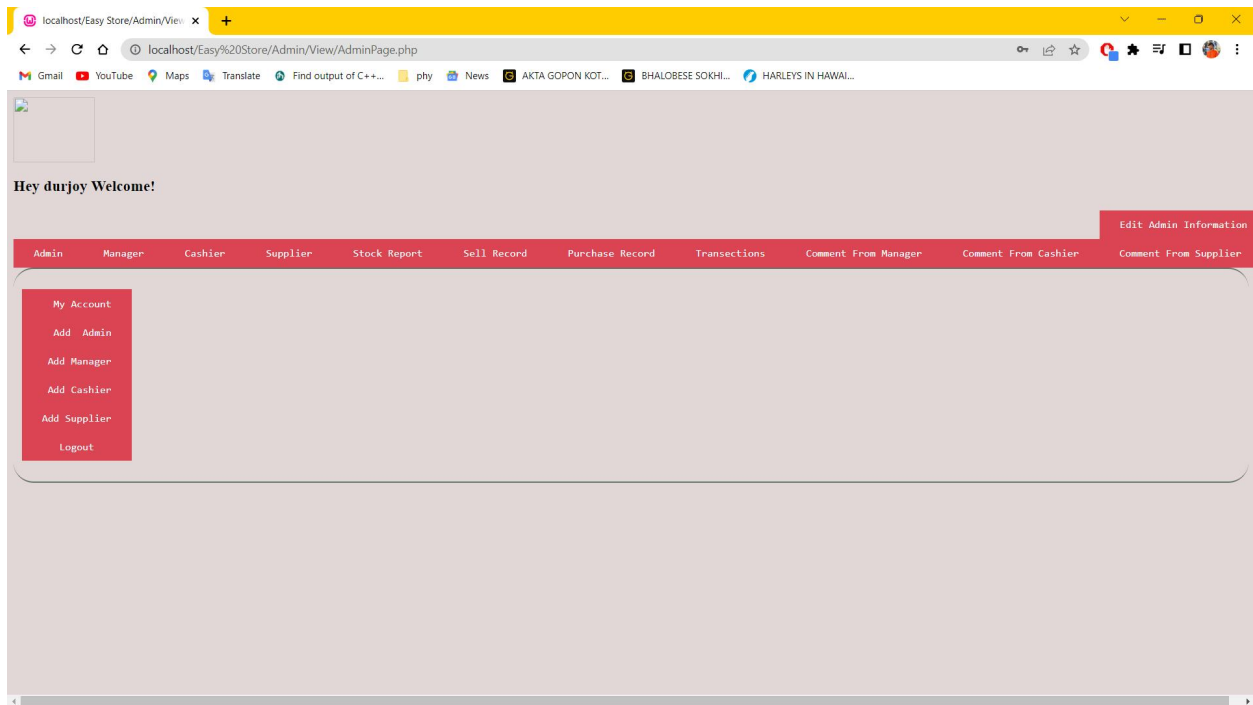 localhost/Easy Store/Admin/View
localhost/Easy%20Store/Admin/View/AdminPage.php
Gmail YouTube Maps Translate Find output of C++... phy News AKTA GOPON KOT... BHALOBESE SOKHI... HARLEYS IN HAWAI...
Hey durjoy Welcome!
Edit Admin Information
Admin Manager Cashier Supplier Stock Report Sell Record Purchase Record Transections Comment From Manager Comment From Cashier Comment From Supplier
My Account
Add Admin
Add Manager
Add Cashier
Add Supplier
Logout